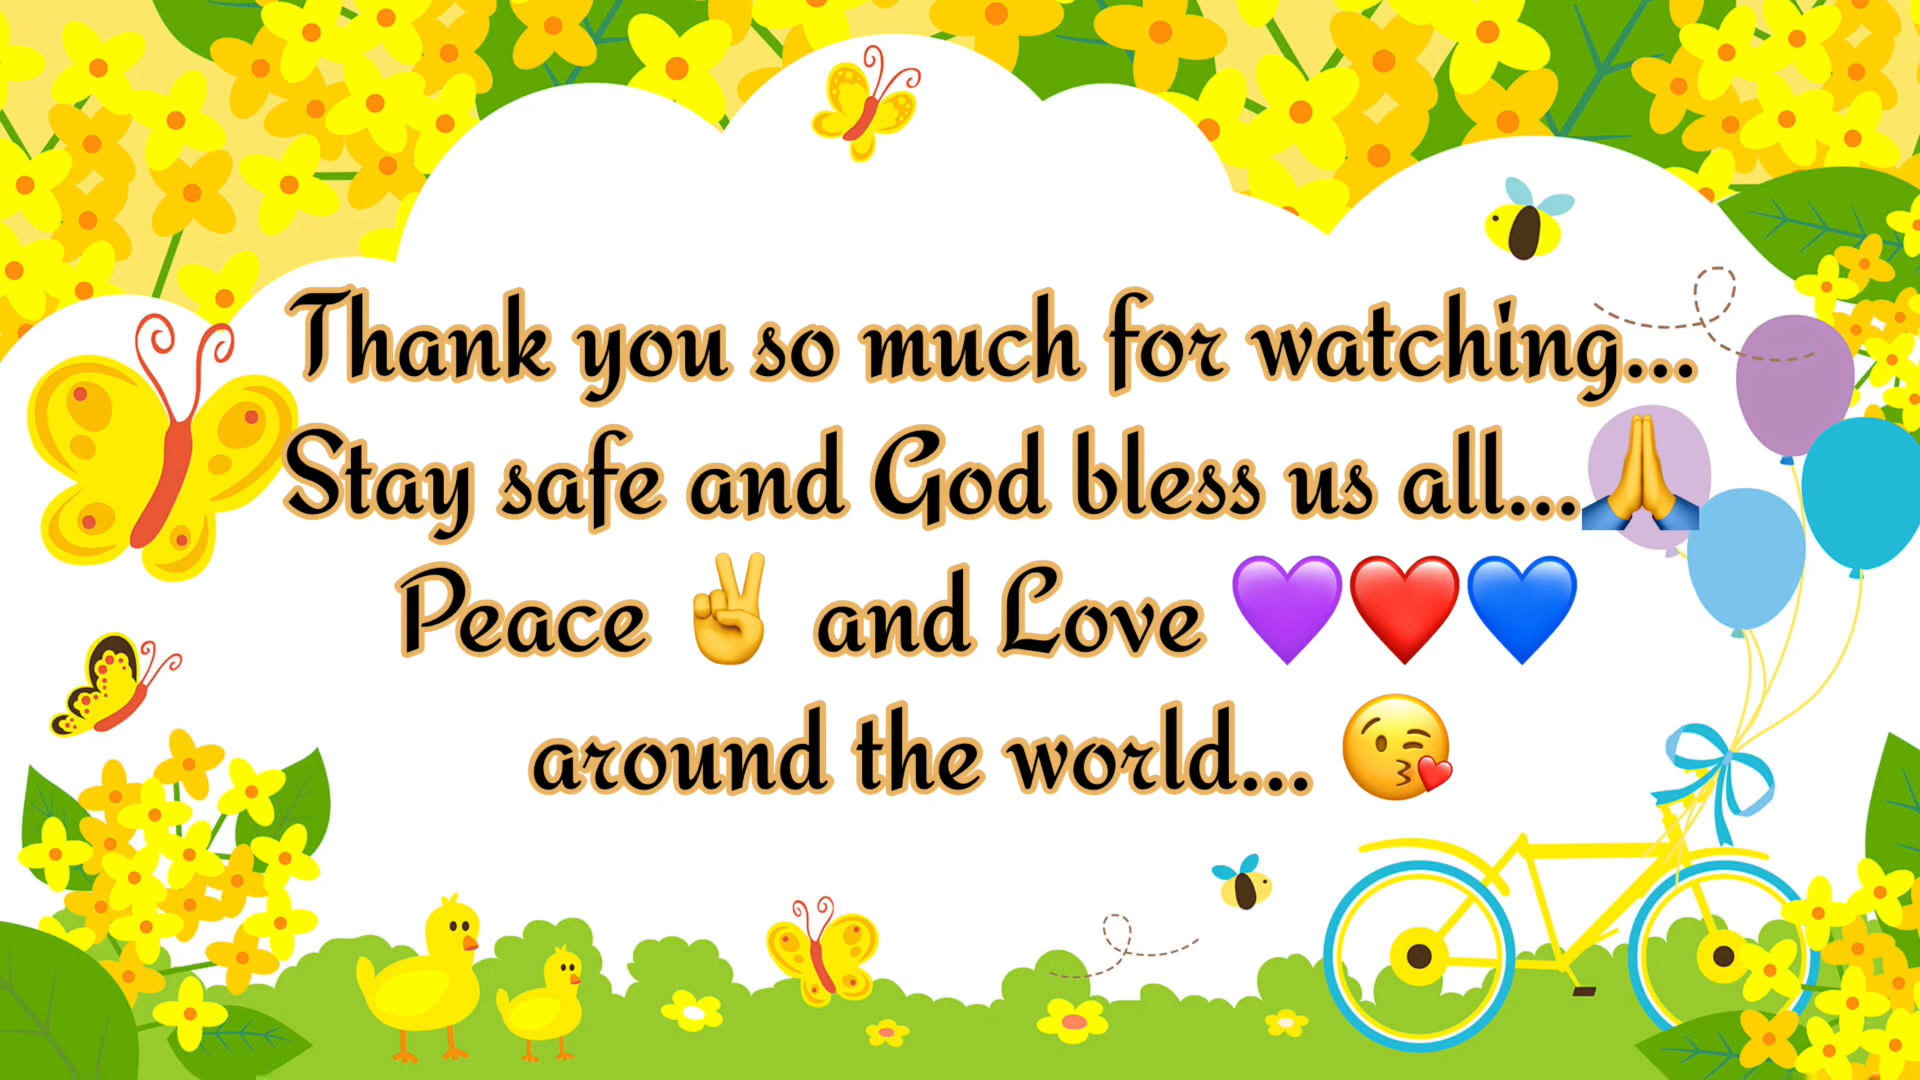 Thank you so much for watching...
Stay safe and God bless us all...🙏
Peace ✌️ and Love 💜❤️💙
around the world... 😘